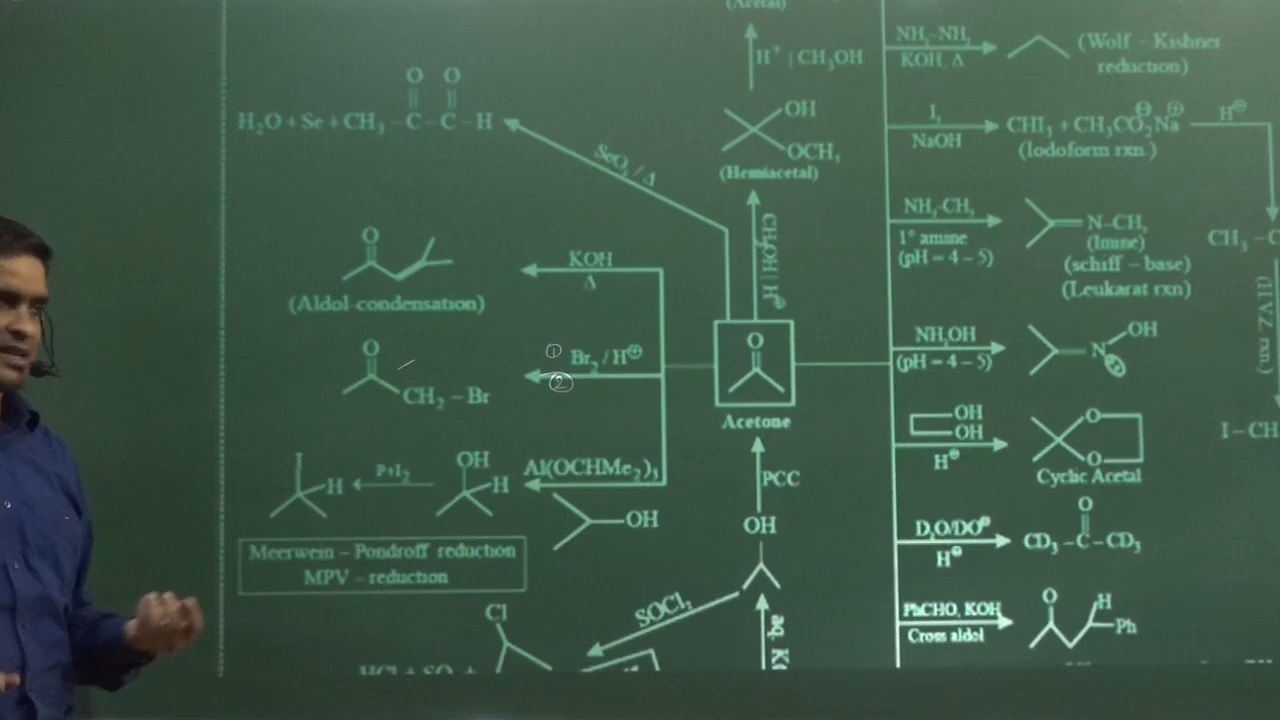 (Acetal)
H⁺ | CH₃OH
OH
OCH₃
(Hemiacetal)
CH₃OH | H⊕
O
Acetone
PCC
OH
aq. K
O O
H₂O + Se + CH₃ – C – C – H
SeO₂ / Δ
O
KOH
Δ
(Aldol-condensation)
① Br₂ / H⊕
②
O
CH₂ – Br
Al(OCHMe₂)₃
OH
I
H
P+I₂
OH
H
Meerwein – Pondroff reduction
MPV – reduction
SOCl₂
Cl
HCl + SO₂ +
NH₂–NH₂
KOH, Δ
(Wolf – Kishner
reduction)
I₂
NaOH
CHI₃ + CH₃CO₂⊖Na⊕
(Iodoform rxn.)
H⊕
CH₃ – C
(H.V.Z. rxn)
I – CH
NH₂-CH₃
1° amine
(pH – 4 – 5)
N–CH₃
(Imine)
(schiff – base)
(Leukarat rxn)
NH₂OH
(pH – 4 – 5)
OH
N
OH
OH
H⊕
O
O
Cyclic Acetal
D₂O/DO⊖
H⊕
O
CD₃ – C – CD₃
PhCHO, KOH
Cross aldol
O
H
Ph